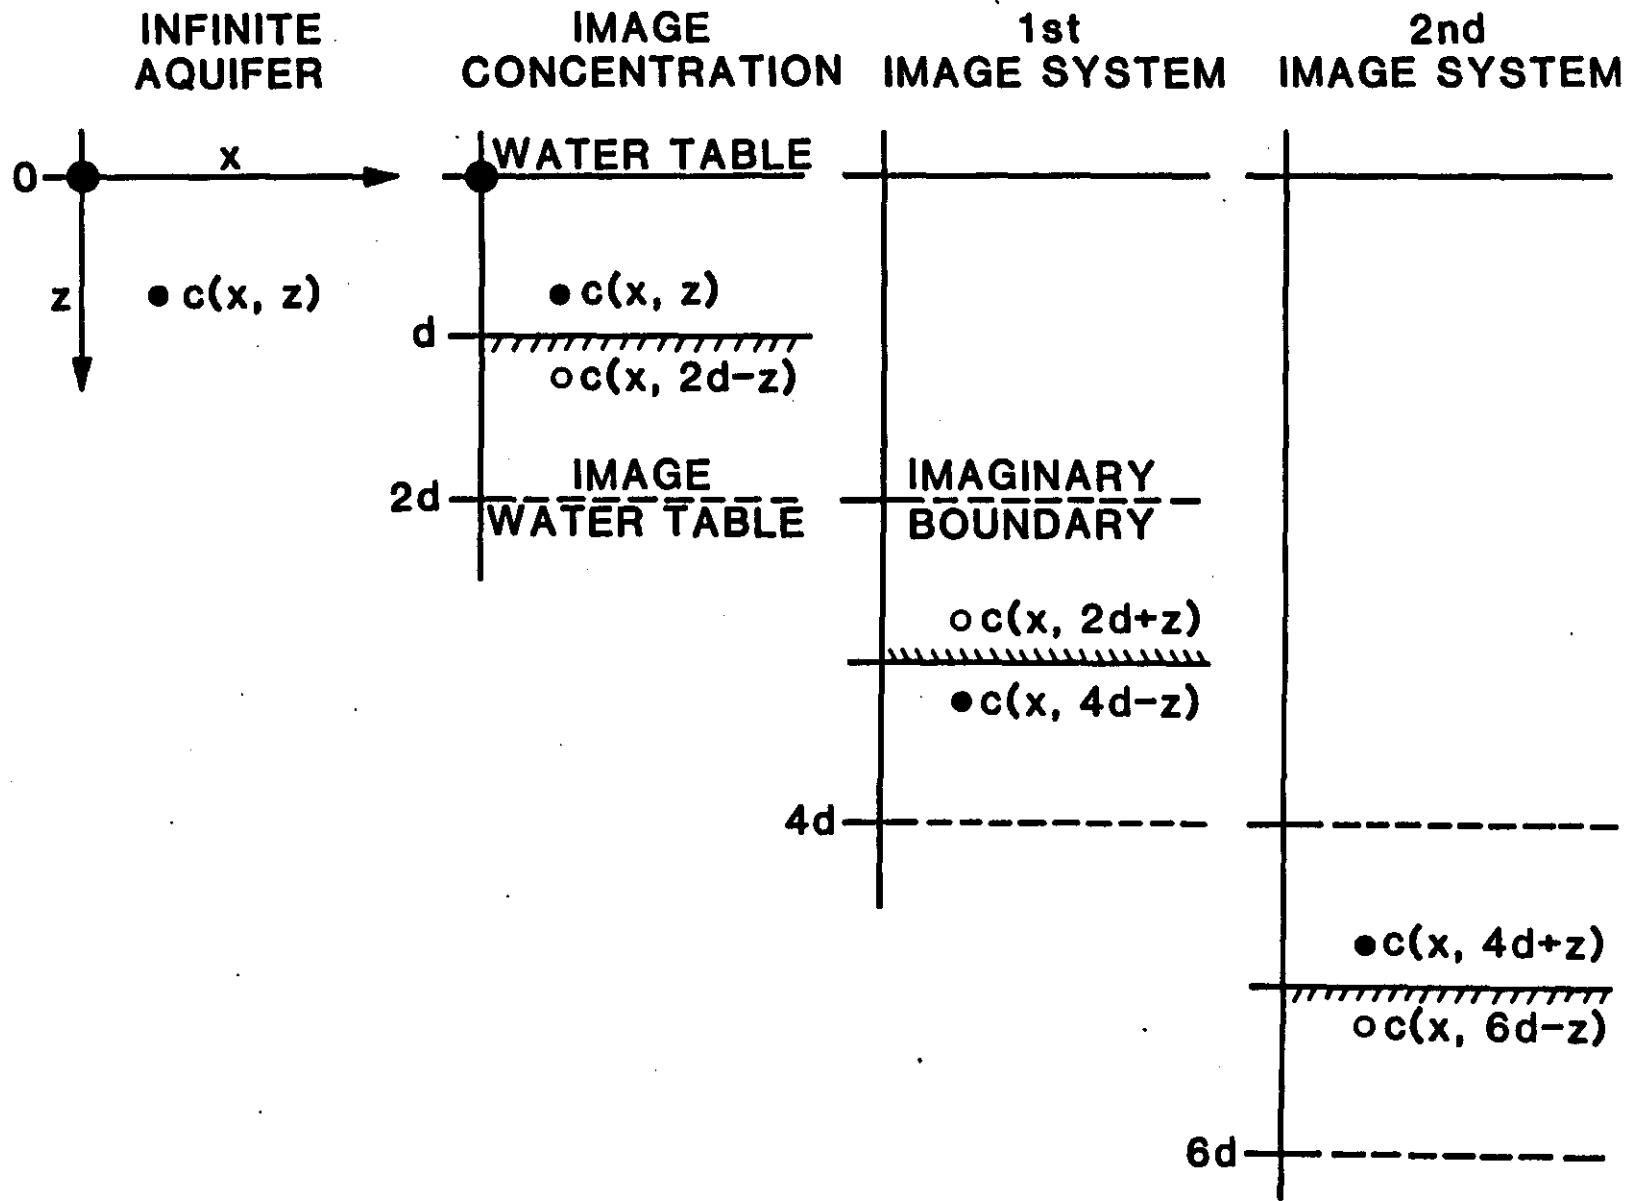 INFINITE
AQUIFER
IMAGE
CONCENTRATION
1st
IMAGE SYSTEM
2nd
IMAGE SYSTEM
0
x
WATER TABLE
z
c(x, z)
c(x, z)
d
c(x, 2d-z)
2d
IMAGE
WATER TABLE
IMAGINARY
BOUNDARY
c(x, 2d+z)
c(x, 4d-z)
4d
c(x, 4d+z)
c(x, 6d-z)
6d